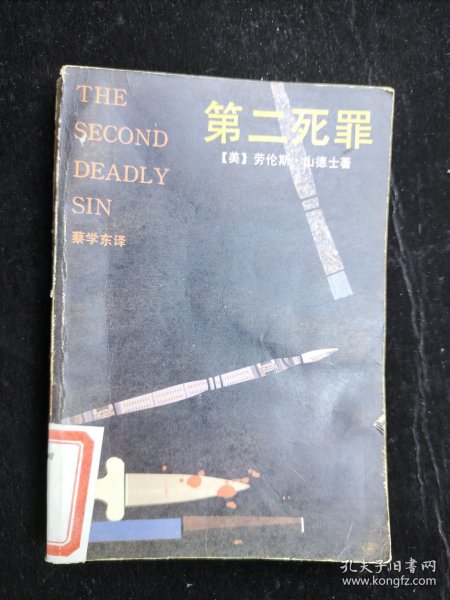 THE
SECOND
DEADLY
SIN
第二死罪
【美】劳伦斯·山德士著
蔡学东译
孔夫子旧书网
www.kongfz.com